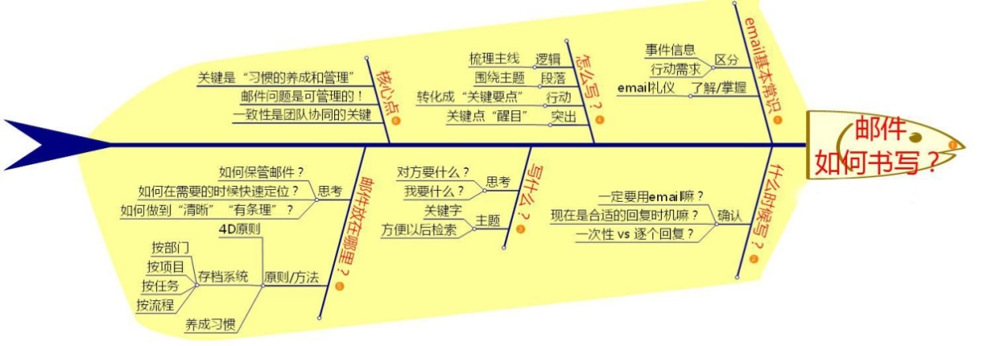 邮件
如何书写？
1
email基本常识
1
区分
事件信息
行动需求
了解/掌握
email礼仪
什么时候写？
2
确认
一定要用email嘛？
现在是合适的回复时机嘛？
一次性 vs 逐个回复？
写什么？
3
思考
对方要什么？
我要什么？
主题
关键字
方便以后检索
怎么写？
4
逻辑
梳理主线
段落
围绕主题
行动
转化成“关键要点”
突出
关键点“醒目”
邮件放在哪里？
5
思考
如何保管邮件？
如何在需要的时候快速定位？
如何做到“清晰”“有条理”？
原则/方法
4D原则
存档系统
按部门
按项目
按任务
按流程
养成习惯
核心点
6
关键是“习惯的养成和管理”
邮件问题是可管理的！
一致性是团队协同的关键